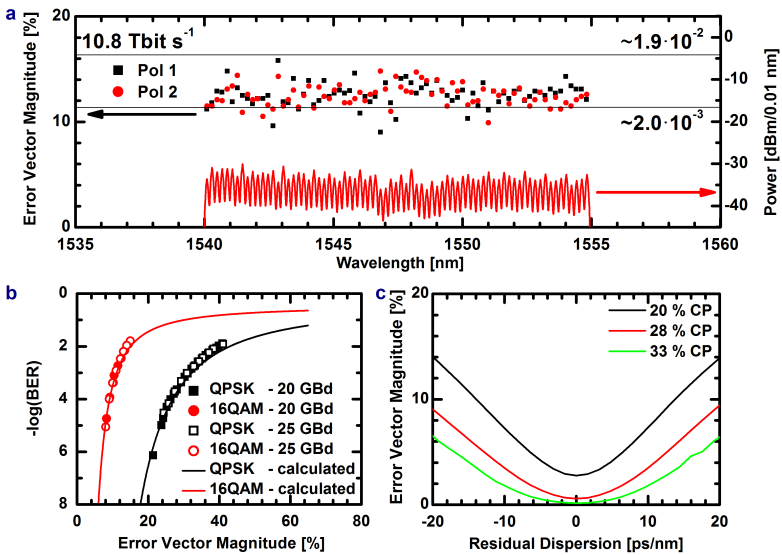 a
20
10.8 Tbit s⁻¹
~1.9·10⁻²
0
Pol 1
Pol 2
-10
10
~2.0·10⁻³
-20
-30
-40
0
Error Vector Magnitude [%]
Power [dBm/0.01 nm]
1535
1540
1545
1550
1555
1560
Wavelength [nm]
b
0
2
4
6
8
-log(BER)
QPSK - 20 GBd
16QAM - 20 GBd
QPSK - 25 GBd
16QAM - 25 GBd
QPSK - calculated
16QAM - calculated
0
20
40
60
80
Error Vector Magnitude [%]
c
20
10
0
Error Vector Magnitude [%]
20 % CP
28 % CP
33 % CP
-20
-10
0
10
20
Residual Dispersion [ps/nm]